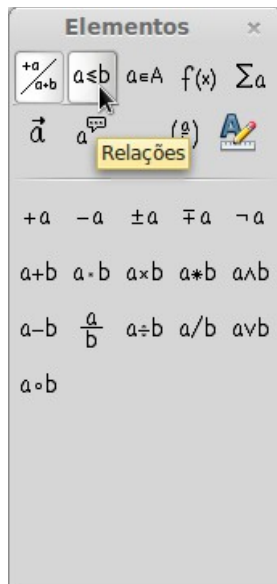 Elementos ×
+a/a+b a≤b a∈A f(x) Σa
a⃗ a
Relações
+a −a ±a ∓a ¬a
a+b a·b a×b a∗b a∧b
a−b a/b a÷b a/b a∨b
a∘b